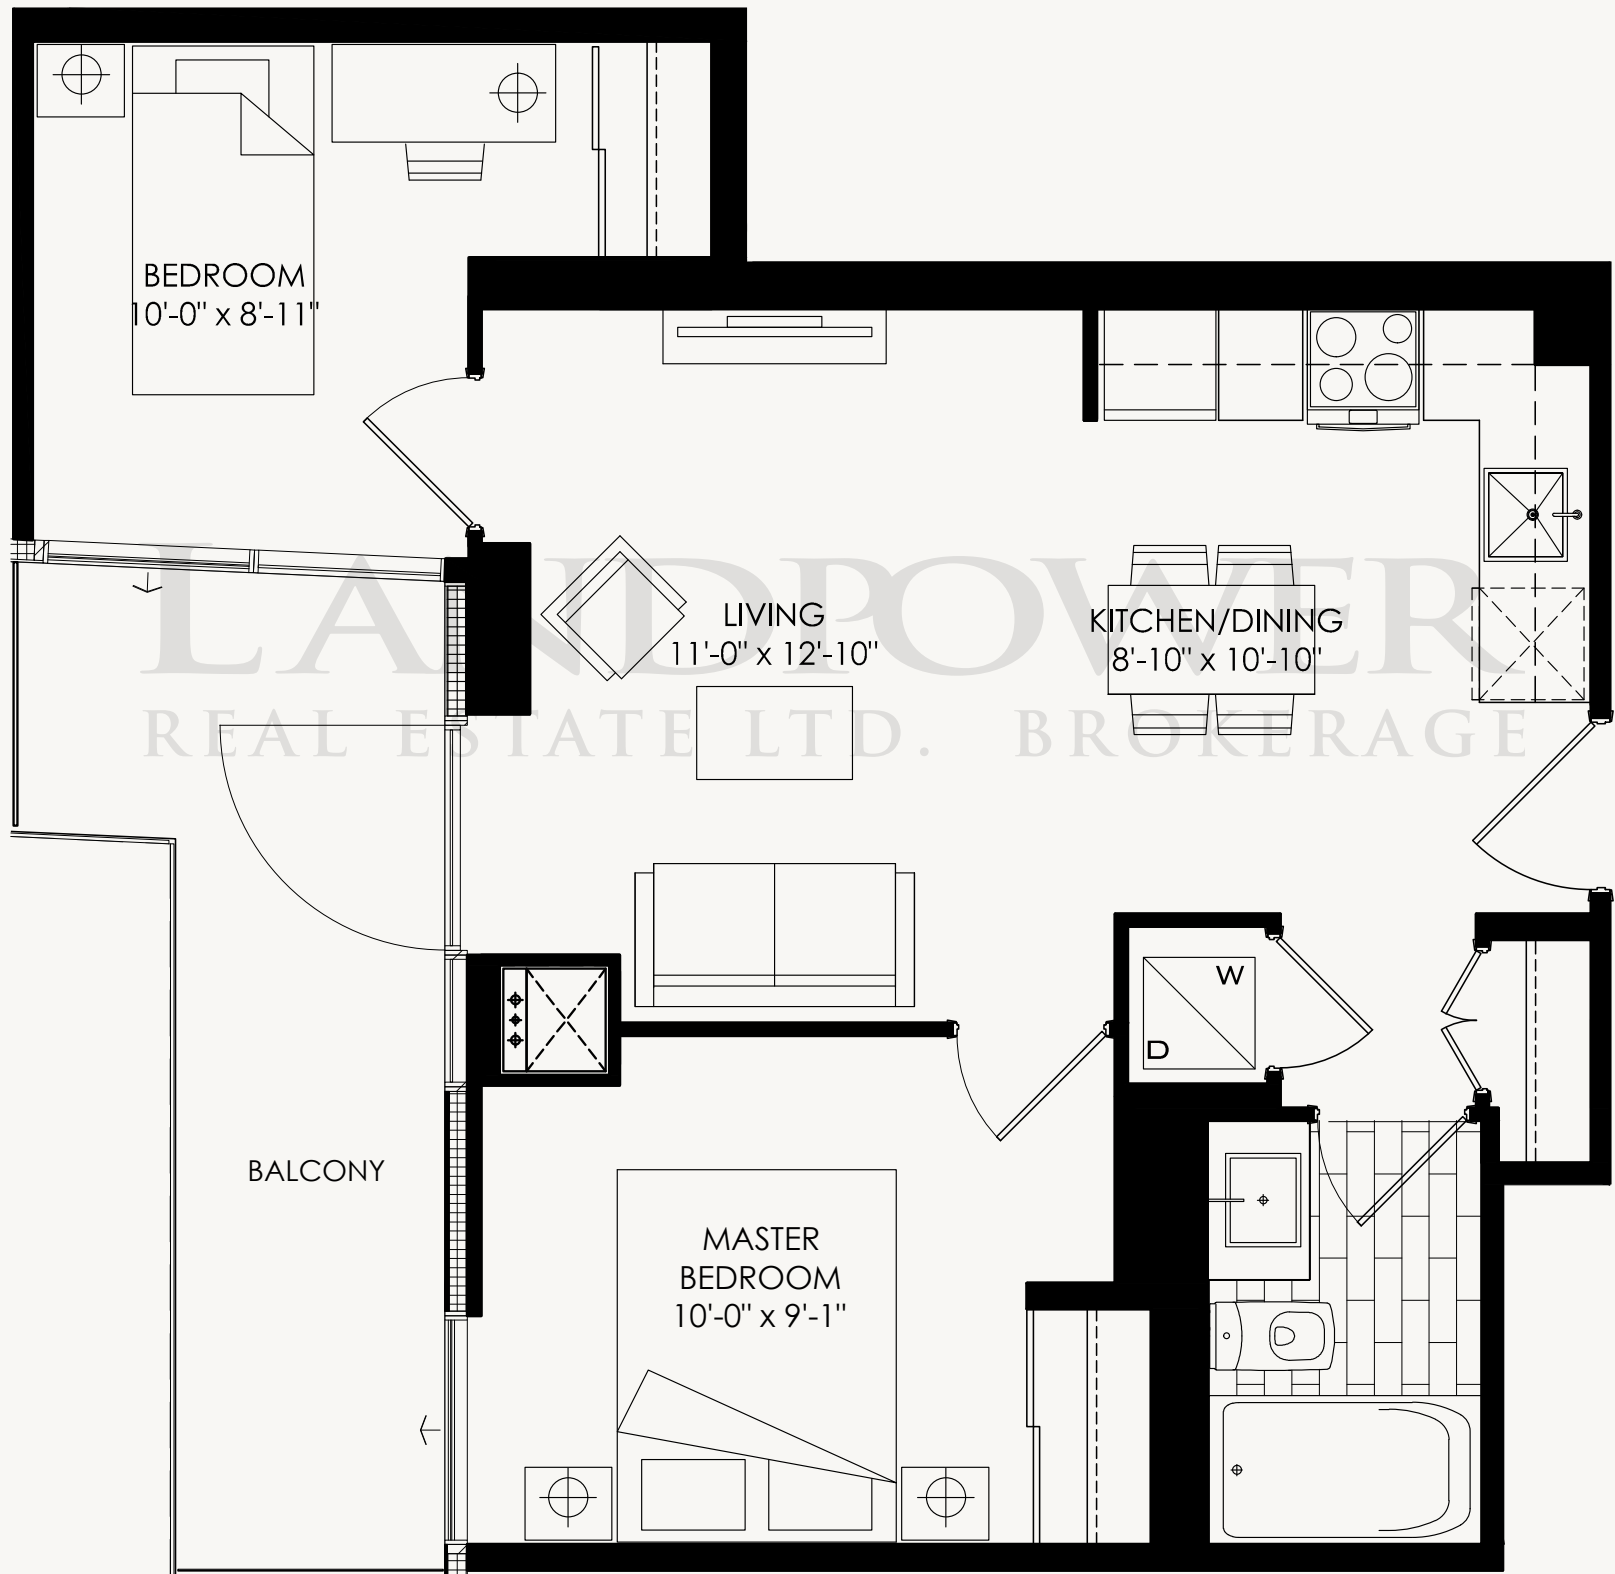 BEDROOM
10'-0" x 8'-11"
LANDPOWER
REAL ESTATE LTD. BROKERAGE
LIVING
11'-0" x 12'-10"
KITCHEN/DINING
8'-10" x 10'-10"
W
D
BALCONY
MASTER
BEDROOM
10'-0" x 9'-1"